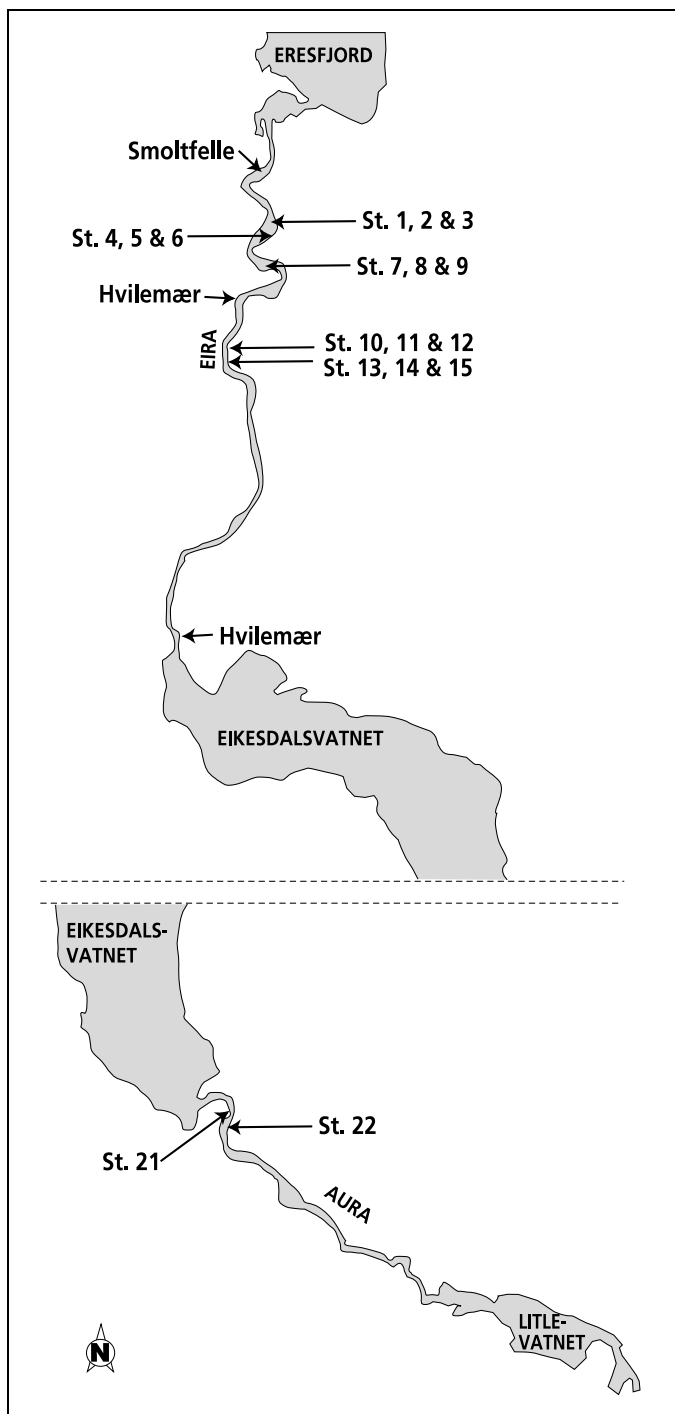 ERESFJORD
Smoltfelle
St. 1, 2 & 3
St. 4, 5 & 6
St. 7, 8 & 9
Hvilemær
EIRA
St. 10, 11 & 12
St. 13, 14 & 15
Hvilemær
EIKESDALSVATNET
EIKESDALS-
VATNET
St. 22
St. 21
AURA
LITLE-
VATNET
N